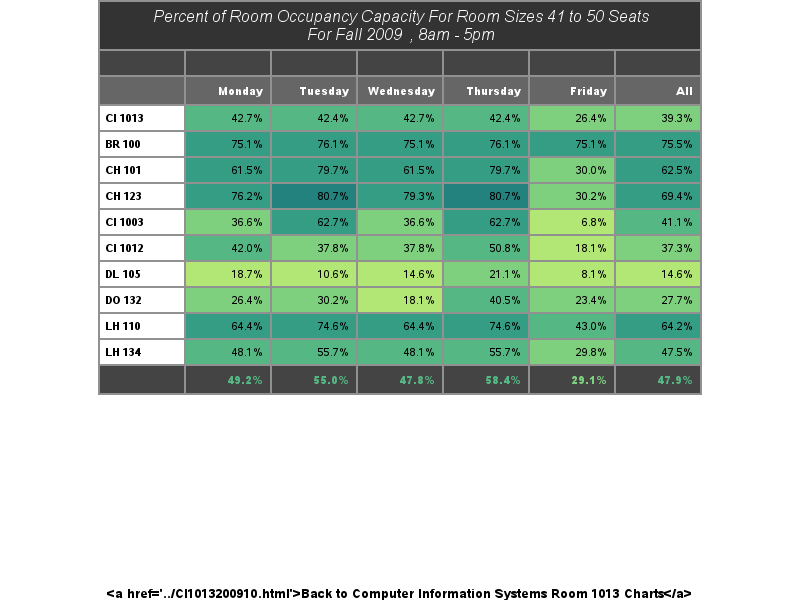 Percent of Room Occupancy Capacity For Room Sizes 41 to 50 Seats
For Fall 2009 , 8am - 5pm
Monday Tuesday Wednesday Thursday Friday All
CI 1013 42.7% 42.4% 42.7% 42.4% 26.4% 39.3%
BR 100 75.1% 76.1% 75.1% 76.1% 75.1% 75.5%
CH 101 61.5% 79.7% 61.5% 79.7% 30.0% 62.5%
CH 123 76.2% 80.7% 79.3% 80.7% 30.2% 69.4%
CI 1003 36.6% 62.7% 36.6% 62.7% 6.8% 41.1%
CI 1012 42.0% 37.8% 37.8% 50.8% 18.1% 37.3%
DL 105 18.7% 10.6% 14.6% 21.1% 8.1% 14.6%
DO 132 26.4% 30.2% 18.1% 40.5% 23.4% 27.7%
LH 110 64.4% 74.6% 64.4% 74.6% 43.0% 64.2%
LH 134 48.1% 55.7% 48.1% 55.7% 29.8% 47.5%
49.2% 55.0% 47.8% 58.4% 29.1% 47.9%
<a href='../CI1013200910.html'>Back to Computer Information Systems Room 1013 Charts</a>